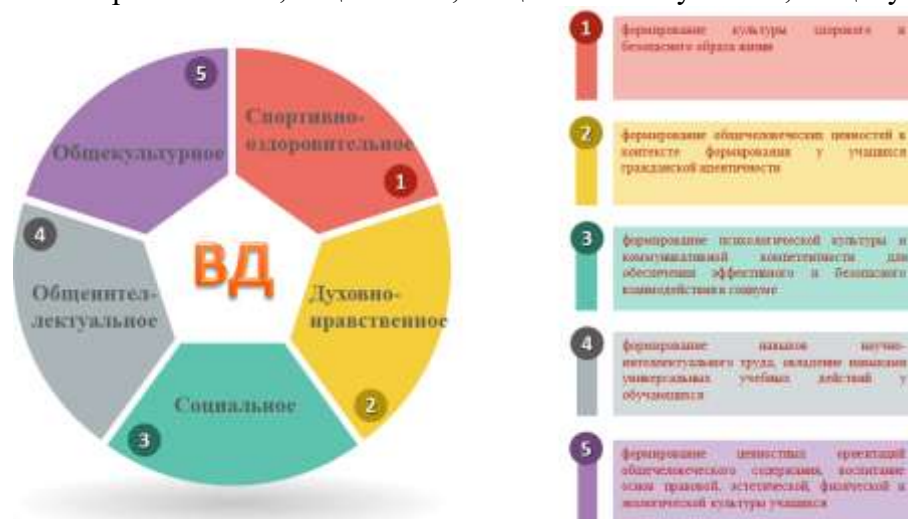 5
Спортивно-
оздоровительное
Общекультурное
1
4
ВД
Общеинтел-
лектуальное
Духовно-
нравственное
Социальное
2
3
1
формирование культуры здорового и
безопасного образа жизни
2
формирование общечеловеческих ценностей в
контексте формирования у учащихся
гражданской идентичности
3
формирование психологической культуры и
коммуникативной компетентности для
обеспечения эффективного и безопасного
взаимодействия в социуме
4
формирование навыков научно-
интеллектуального труда, овладение навыками
универсальных учебных действий у
обучающихся
5
формирование ценностных ориентаций
общечеловеческого содержания, воспитание
основ правовой, эстетической, физической и
экологической культуры учащихся